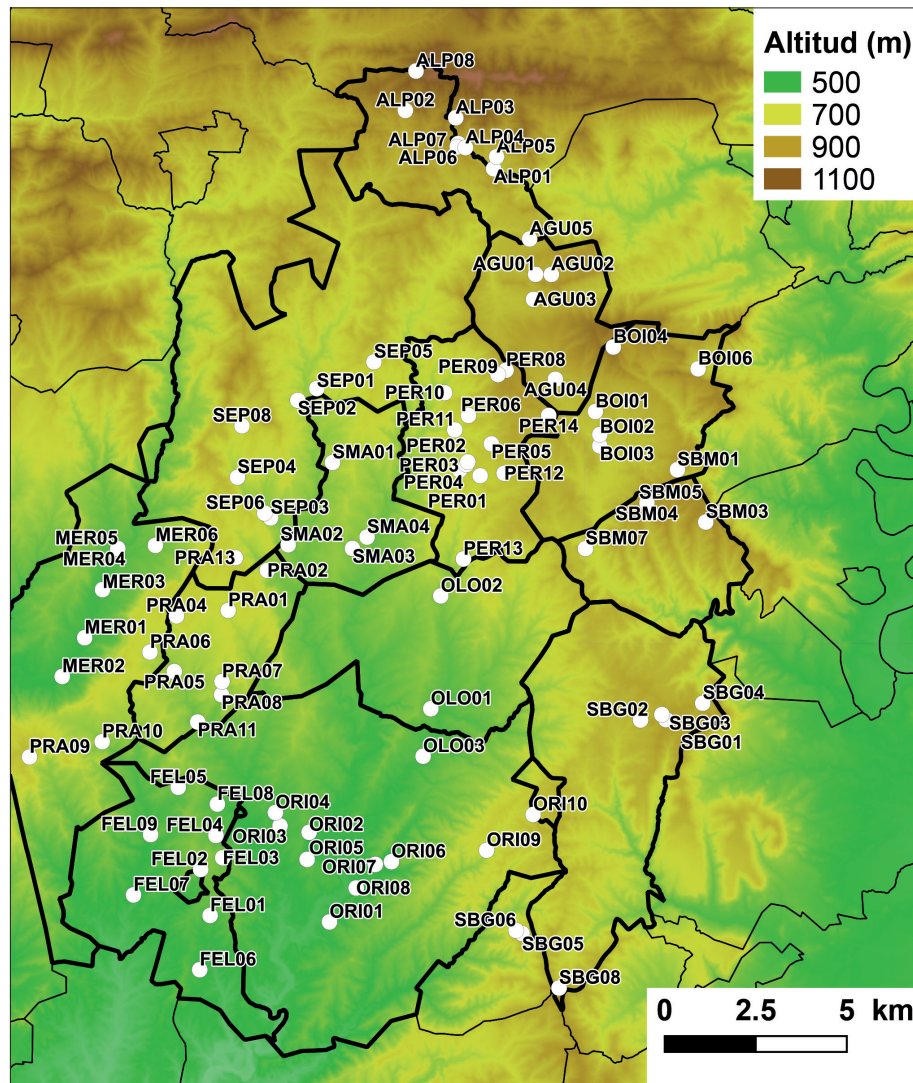 Altitud (m)
500
700
900
1100
ALP08
ALP02
ALP03
ALP07
ALP04
ALP06
ALP05
ALP01
AGU05
AGU01
AGU02
AGU03
BOI04
SEP05
PER09
PER08
BOI06
SEP01
PER10
AGU04
SEP02
PER06
BOI01
SEP08
PER11
PER14
PER02
BOI02
SMA01
PER03
PER05
BOI03
SEP04
PER04
PER12
SBM01
PER01
SEP06
SEP03
SBM05
SBM04
SBM03
MER05
MER06
SMA02
SMA04
MER04
PRA13
SMA03
PER13
SBM07
MER03
PRA02
OLO02
PRA04
PRA01
MER01
PRA06
MER02
PRA05
PRA07
PRA08
OLO01
SBG04
SBG02
SBG03
SBG01
PRA10
PRA11
PRA09
OLO03
FEL05
FEL08
ORI04
ORI10
FEL09
FEL04
ORI03
ORI02
FEL02
FEL03
ORI05
ORI06
ORI09
ORI07
FEL07
ORI08
FEL01
ORI01
SBG06
SBG05
FEL06
SBG08
0 2.5 5 km